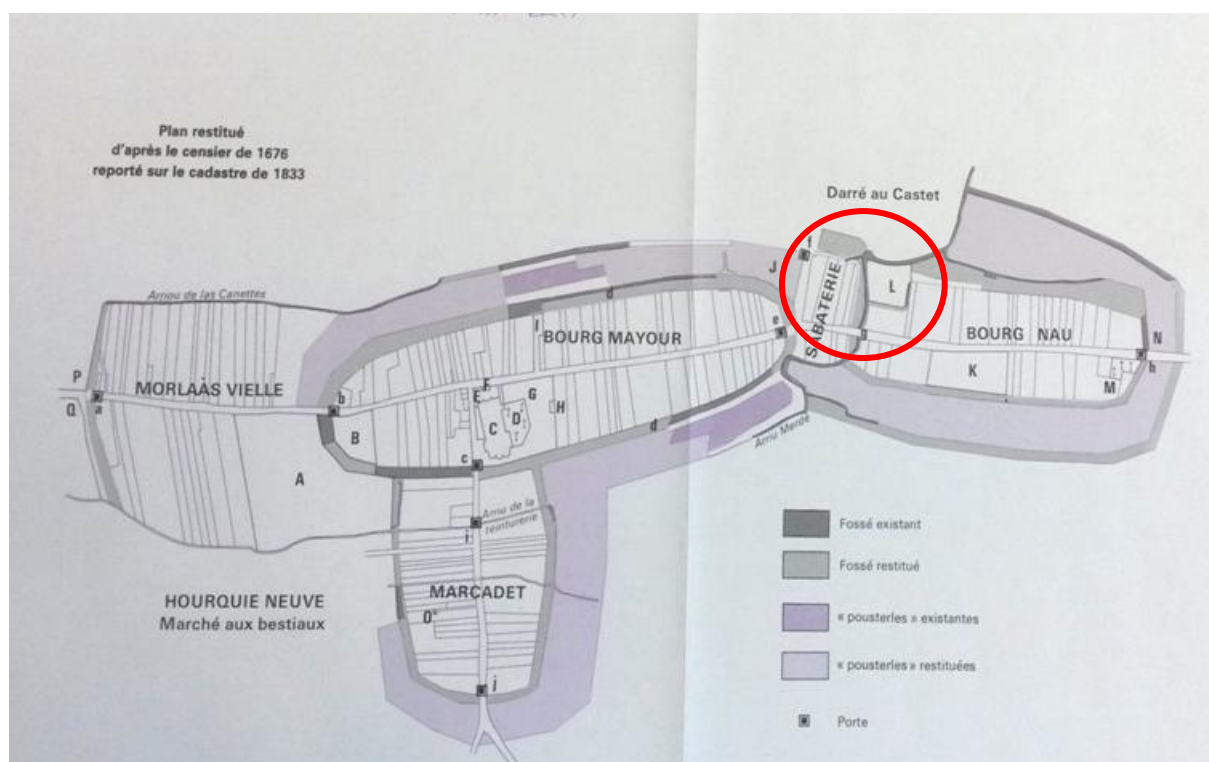 Plan restitué
d'après le censier de 1676
reporté sur le cadastre de 1833
Darré au Castet
f
J
SABATERIE
L
Arriou de las Canettes
d
I
BOURG MAYOUR
e
g
BOURG NAU
N
h
P
Q
a
MORLAÀS VIELLE
b
F
E
G
K
M
B
C
D
H
d
Arriu Merdé
c
A
Arriu de la
teinturerie
i
HOURQUIE NEUVE
Marché aux bestiaux
MARCADET
O
j
Fossé existant
Fossé restitué
« pousterles » existantes
« pousterles » restituées
Porte